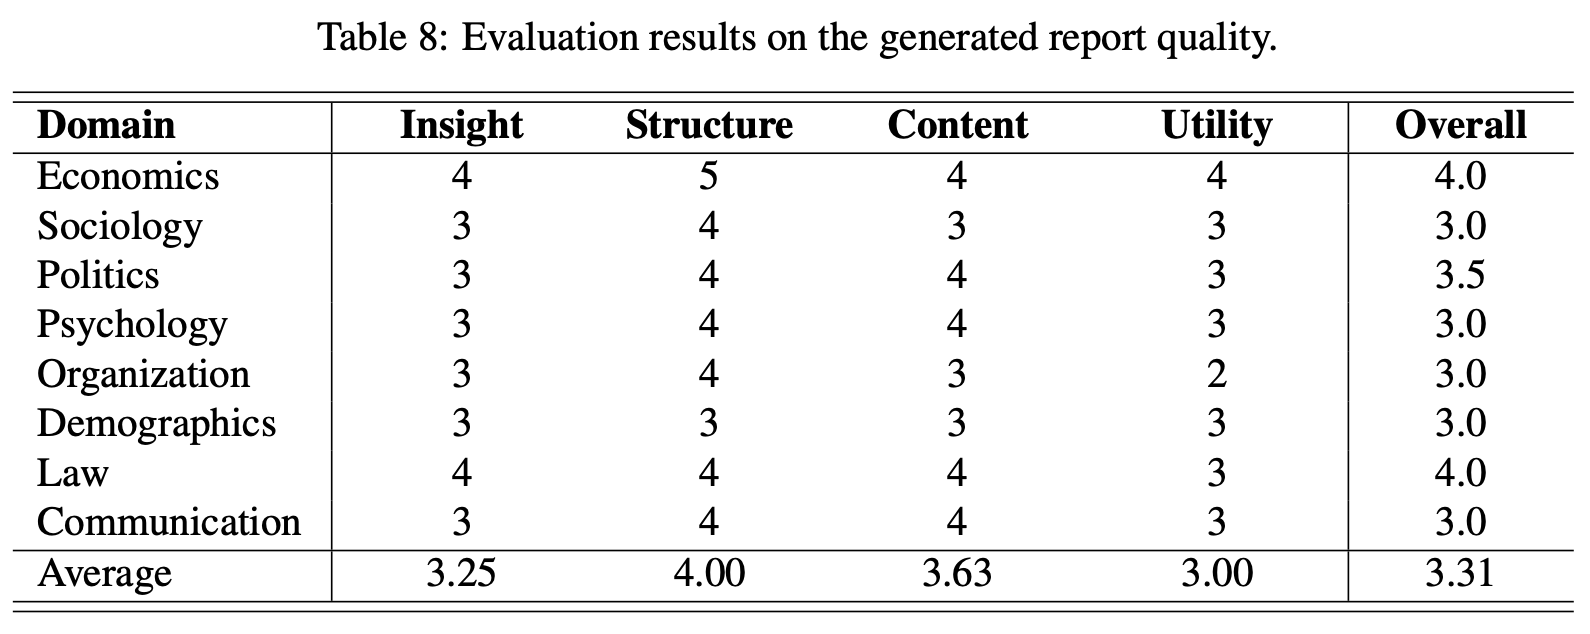 Table 8: Evaluation results on the generated report quality.
Domain Insight Structure Content Utility Overall
Economics 4 5 4 4 4.0
Sociology 3 4 3 3 3.0
Politics 3 4 4 3 3.5
Psychology 3 4 4 3 3.0
Organization 3 4 3 2 3.0
Demographics 3 3 3 3 3.0
Law 4 4 4 3 4.0
Communication 3 4 4 3 3.0
Average 3.25 4.00 3.63 3.00 3.31